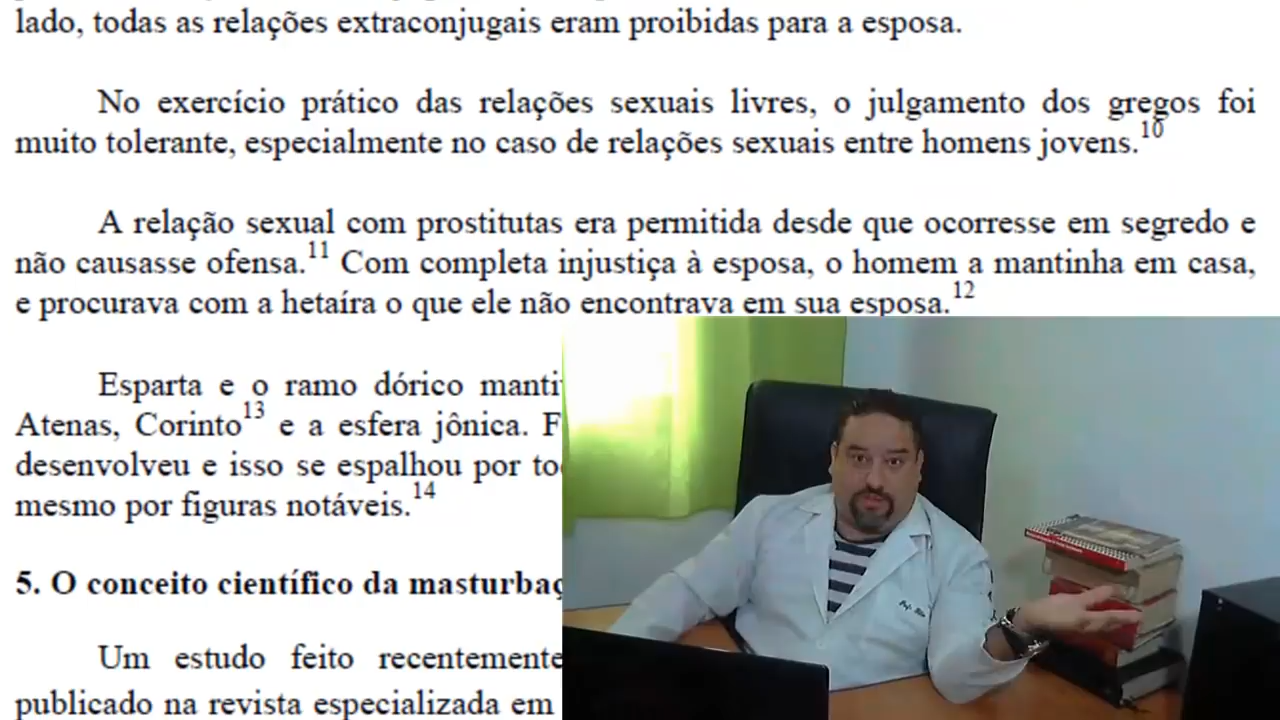 lado, todas as relações extraconjugais eram proibidas para a esposa.
No exercício prático das relações sexuais livres, o julgamento dos gregos foi
muito tolerante, especialmente no caso de relações sexuais entre homens jovens.10
A relação sexual com prostitutas era permitida desde que ocorresse em segredo e
não causasse ofensa.11 Com completa injustiça à esposa, o homem a mantinha em casa,
e procurava com a hetaíra o que ele não encontrava em sua esposa.12
Esparta e o ramo dórico
Atenas, Corinto13 e a esfera jônica.
desenvolveu e isso se espalhou por
mesmo por figuras notáveis.14
5. O conceito científico da
Um estudo feito recentemente
publicado na revista especializada em